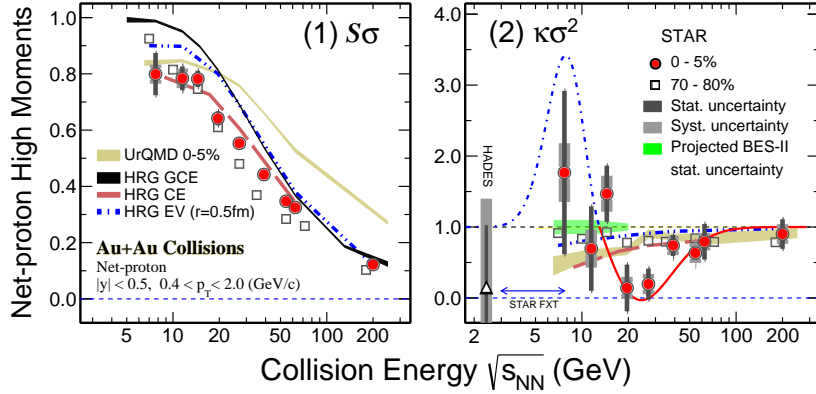 Net-proton High Moments
(1) Sσ
1.0
0.8
0.6
0.4
0.2
0.0
UrQMD 0-5%
HRG GCE
HRG CE
HRG EV (r=0.5fm)
Au+Au Collisions
Net-proton
|y| < 0.5, 0.4 < p_T < 2.0 (GeV/c)
5 10 20 50 100 200
(2) κσ²
4.0
3.0
2.0
1.0
0.0
STAR
0 - 5%
70 - 80%
Stat. uncertainty
Syst. uncertainty
Projected BES-II
stat. uncertainty
HADES
STAR FXT
2 5 10 20 50 100 200
Collision Energy √s_NN (GeV)